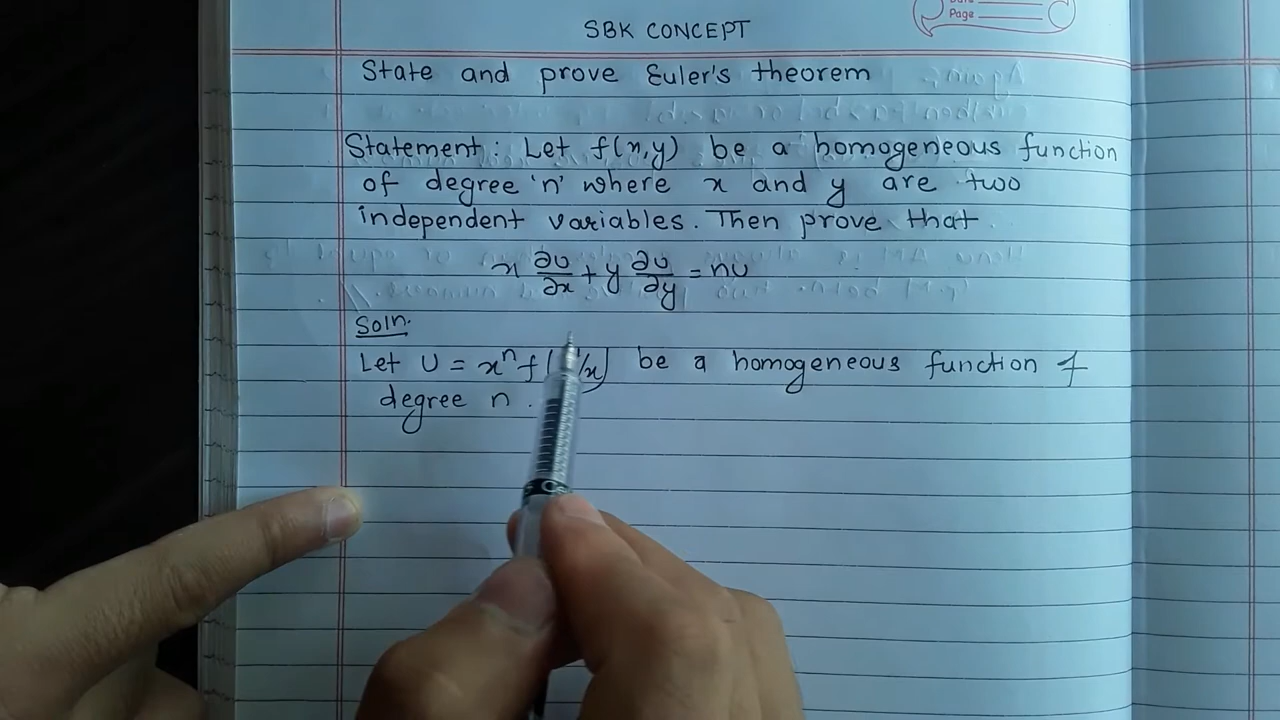 Page
SBK CONCEPT
State and prove Euler's theorem
Statement: Let f(x,y) be a homogeneous function
of degree 'n' where x and y are two
independent variables. Then prove that
x ∂u/∂x + y ∂u/∂y = nu
Soln.
Let U = x^n f( /x) be a homogeneous function of
degree n.